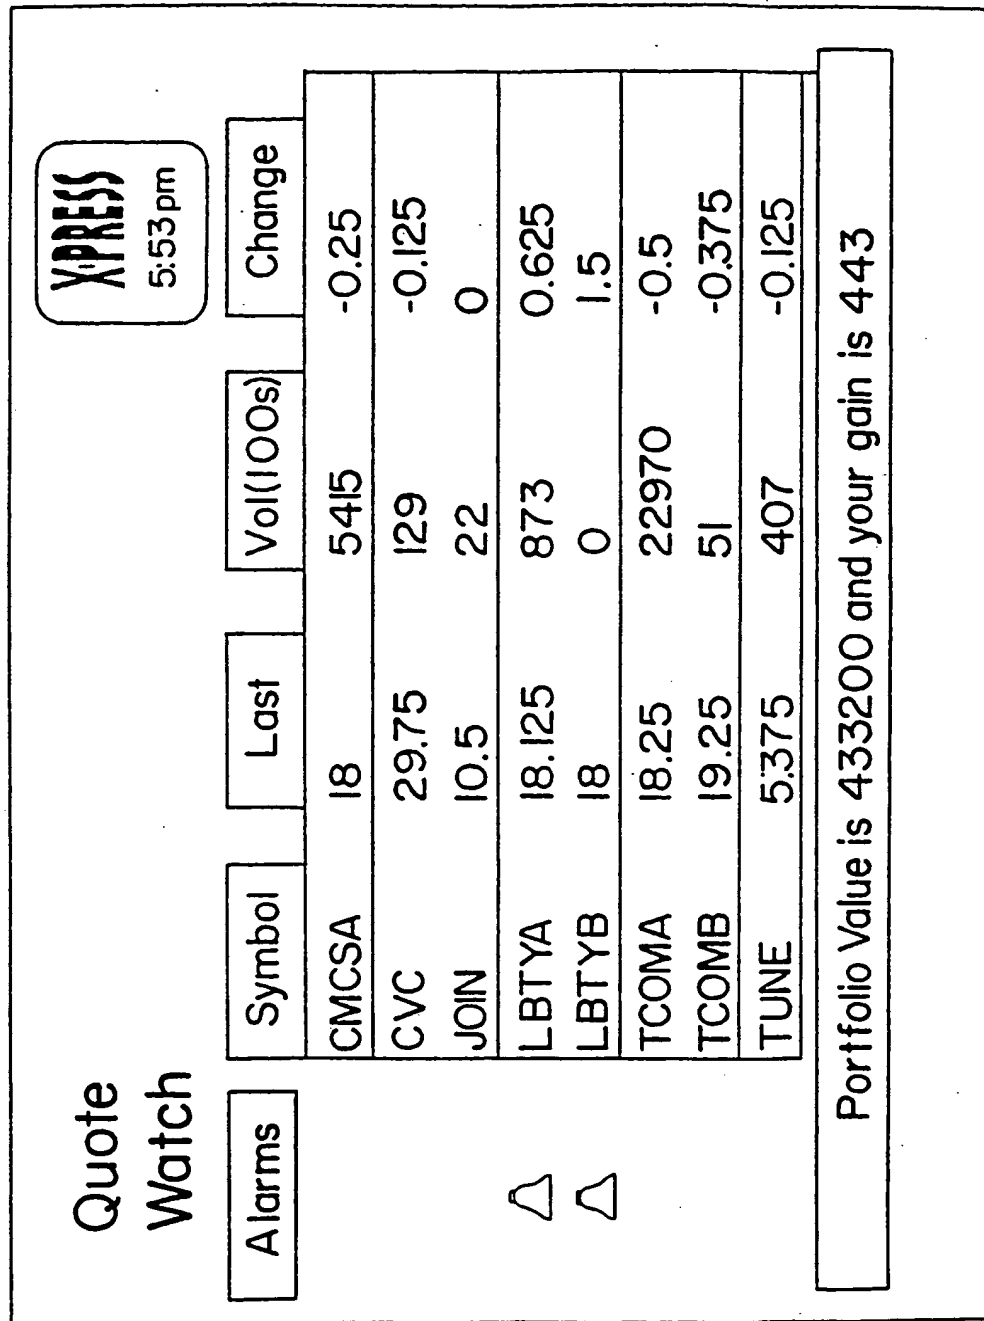 Quote
Watch
X·PRESS
5:53pm
Alarms Symbol Last Vol(100s) Change
CMCSA 18 5415 -0.25
CVC 29.75 129 -0.125
JOIN 10.5 22 0
LBTYA 18.125 873 0.625
LBTYB 18 0 1.5
TCOMA 18.25 22970 -0.5
TCOMB 19.25 51 -0.375
TUNE 5.375 407 -0.125
Portfolio Value is 433200 and your gain is 443